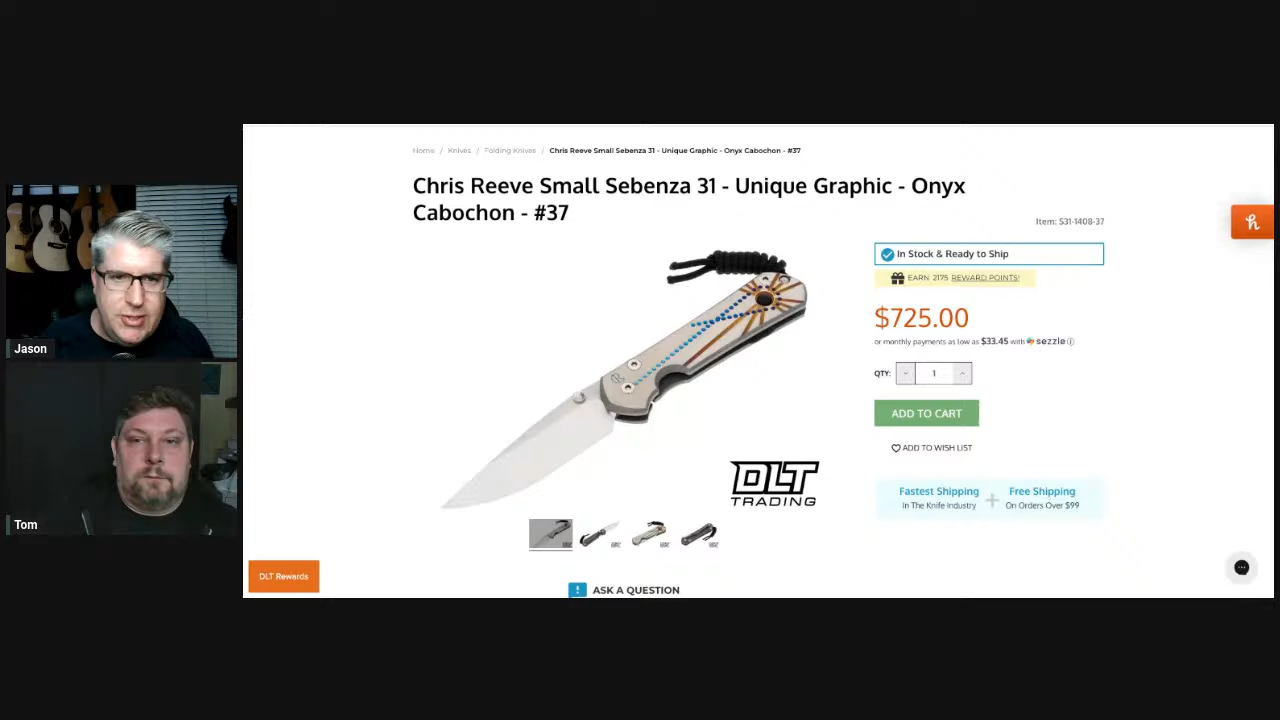 Home / Knives / Folding Knives / Chris Reeve Small Sebenza 31 - Unique Graphic - Onyx Cabochon - #37
Chris Reeve Small Sebenza 31 - Unique Graphic - Onyx
Cabochon - #37
Item: S31-1408-37
In Stock & Ready to Ship
EARN 2175 REWARD POINTS!
$725.00
or monthly payments as low as $33.45 with sezzle
QTY: 1
ADD TO CART
ADD TO WISH LIST
Fastest Shipping
In The Knife Industry
+
Free Shipping
On Orders Over $99
DLT
TRADING
ASK A QUESTION
DLT Rewards
h
Jason
Tom